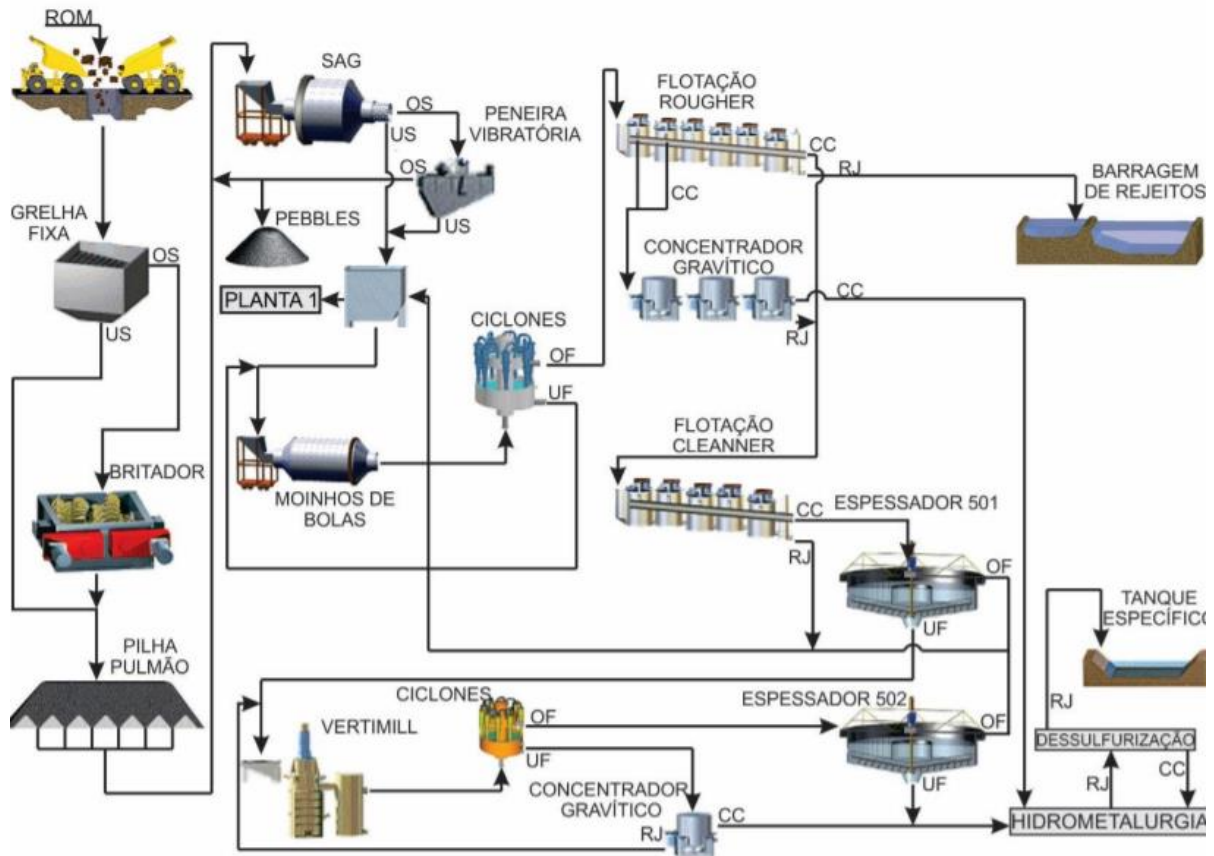 ROM
GRELHA
FIXA
OS
US
BRITADOR
PILHA
PULMÃO
SAG
OS
US
PENEIRA
VIBRATÓRIA
OS
US
PEBBLES
PLANTA 1
CICLONES
OF
UF
MOINHOS DE
BOLAS
FLOTAÇÃO
ROUGHER
CC
RJ
CC
BARRAGEM
DE REJEITOS
CONCENTRADOR
GRAVÍTICO
CC
RJ
FLOTAÇÃO
CLEANNER
CC
RJ
ESPESSADOR 501
OF
UF
VERTIMILL
CICLONES
OF
UF
CONCENTRADOR
GRAVÍTICO
RJ
CC
ESPESSADOR 502
OF
UF
TANQUE
ESPECÍFICO
RJ
DESSULFURIZAÇÃO
RJ
CC
HIDROMETALURGIA